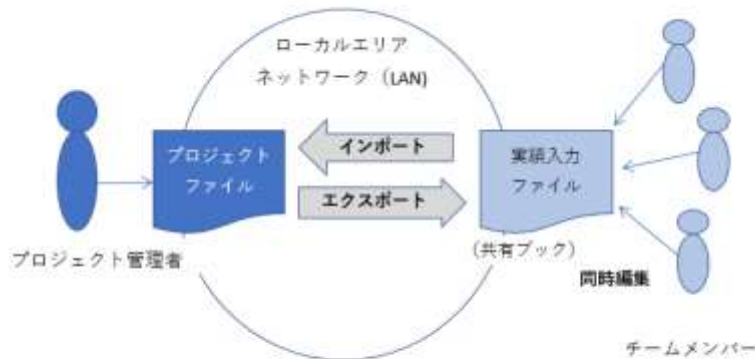 ローカルエリア
ネットワーク（LAN)
プロジェクト
ファイル
インポート
エクスポート
実績入力
ファイル
プロジェクト管理者
（共有ブック）
同時編集
チームメンバー